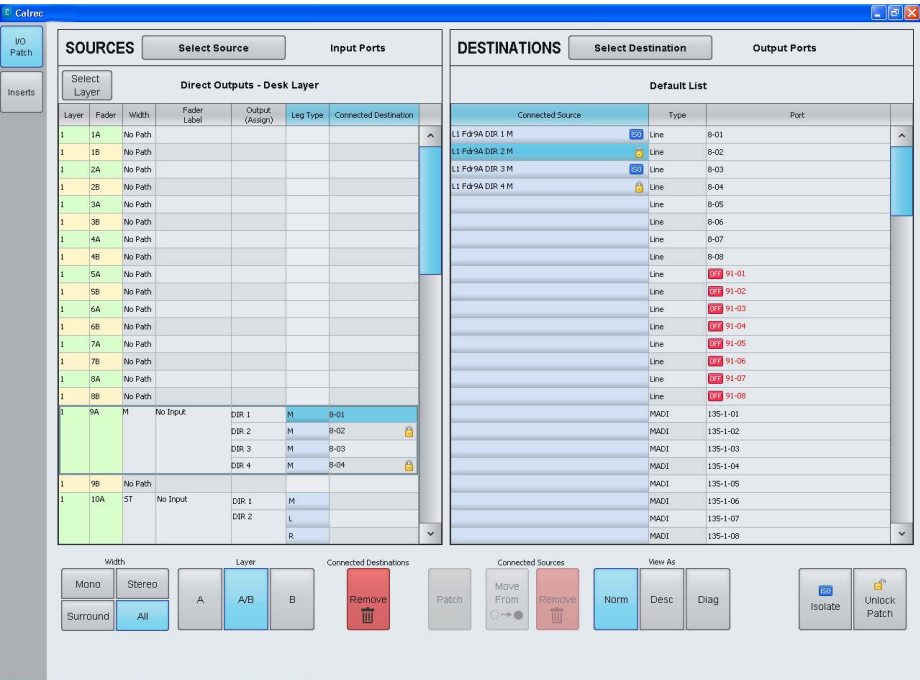 C Calrec
I/O Patch
Inserts
SOURCES Select Source Input Ports
Select Layer Direct Outputs - Desk Layer
Layer Fader Width Fader Label Output (Assign) Leg Type Connected Destination
1 1A No Path
1 1B No Path
1 2A No Path
1 2B No Path
1 3A No Path
1 3B No Path
1 4A No Path
1 4B No Path
1 5A No Path
1 5B No Path
1 6A No Path
1 6B No Path
1 7A No Path
1 7B No Path
1 8A No Path
1 8B No Path
1 9A M No Input DIR 1 M 8-01
DIR 2 M 8-02
DIR 3 M 8-03
DIR 4 M 8-04
1 9B No Path
1 10A ST No Input DIR 1 M
DIR 2 L
R
DESTINATIONS Select Destination Output Ports
Default List
Connected Source Type Port
L1 Fdr9A DIR 1 M ISO Line 8-01
L1 Fdr9A DIR 2 M Line 8-02
L1 Fdr9A DIR 3 M ISO Line 8-03
L1 Fdr9A DIR 4 M Line 8-04
Line 8-05
Line 8-06
Line 8-07
Line 8-08
Line OFF 91-01
Line OFF 91-02
Line OFF 91-03
Line OFF 91-04
Line OFF 91-05
Line OFF 91-06
Line OFF 91-07
Line OFF 91-08
MADI 135-1-01
MADI 135-1-02
MADI 135-1-03
MADI 135-1-04
MADI 135-1-05
MADI 135-1-06
MADI 135-1-07
MADI 135-1-08
Width
Mono Stereo
Surround All
Layer
A A/B B
Connected Destinations
Remove
Patch
Connected Sources
Move From
Remove
View As
Norm Desc Diag
ISO Isolate
Unlock Patch